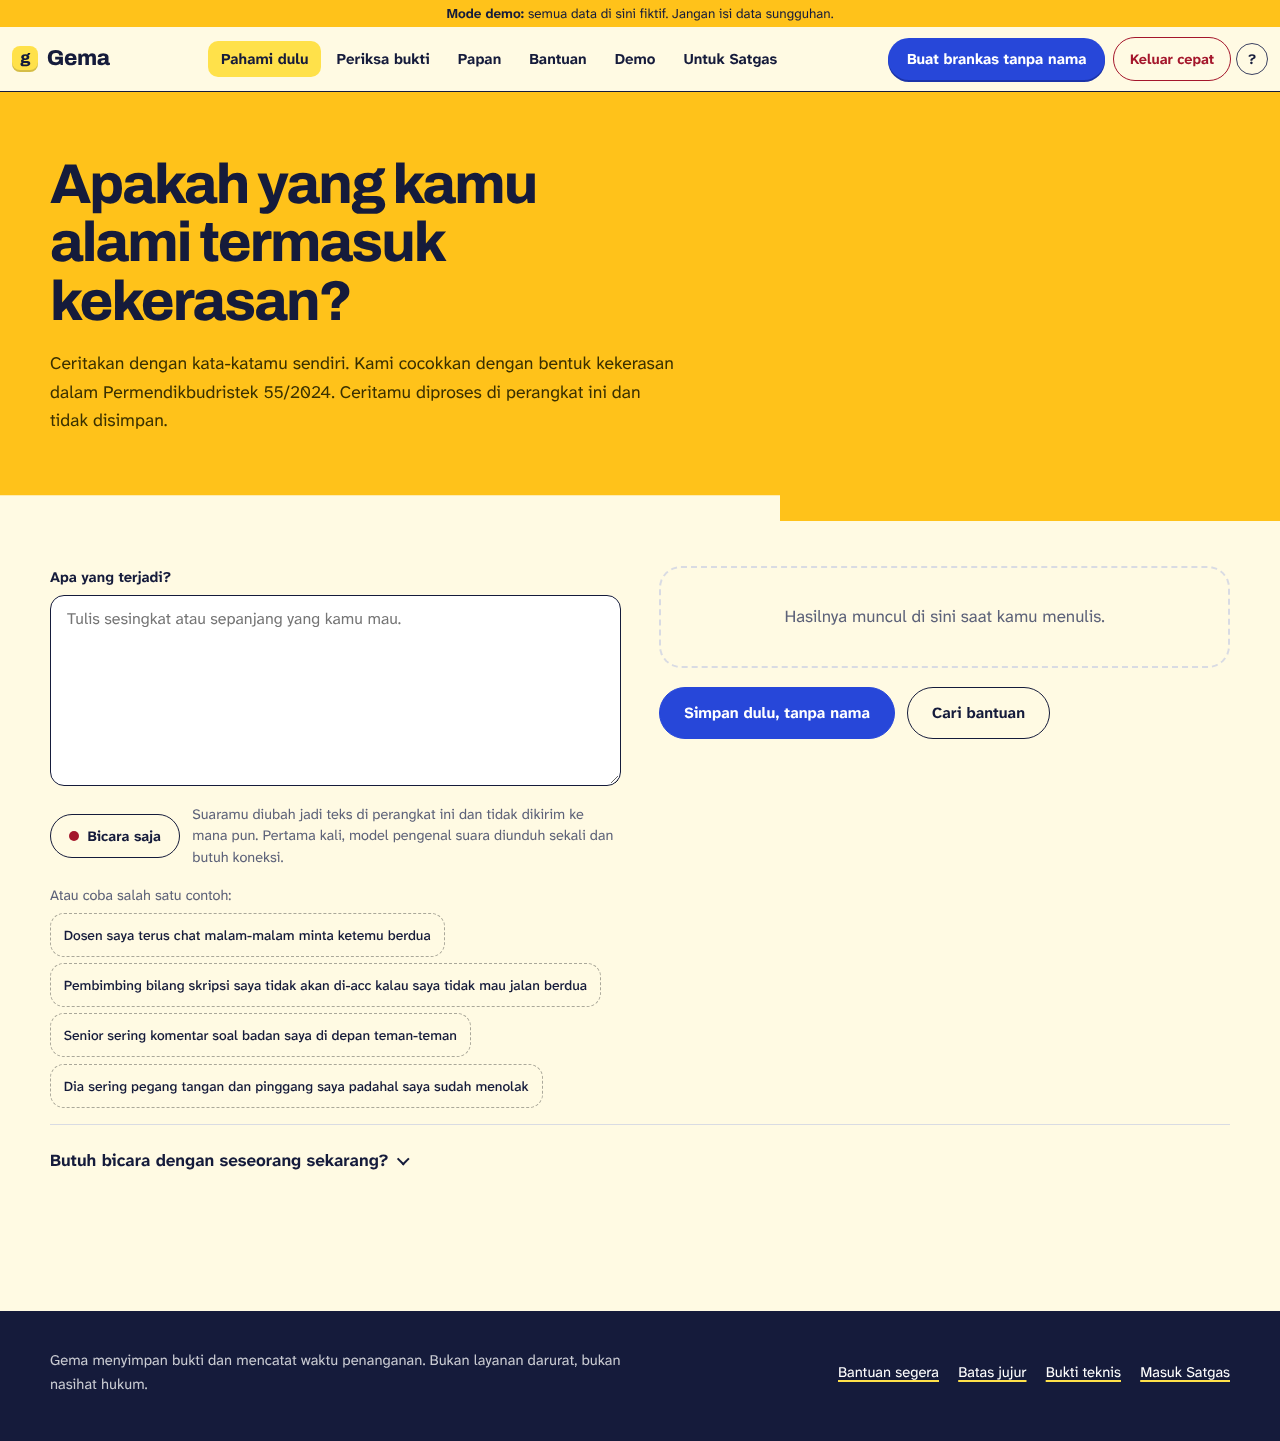 Mode demo: semua data di sini fiktif. Jangan isi data sungguhan.
g Gema
Pahami dulu
Periksa bukti
Papan
Bantuan
Demo
Untuk Satgas
Buat brankas tanpa nama
Keluar cepat
?
Apakah yang kamu
alami termasuk
kekerasan?
Ceritakan dengan kata-katamu sendiri. Kami cocokkan dengan bentuk kekerasan
dalam Permendikbudristek 55/2024. Ceritamu diproses di perangkat ini dan
tidak disimpan.
Apa yang terjadi?
Tulis sesingkat atau sepanjang yang kamu mau.
Bicara saja
Suaramu diubah jadi teks di perangkat ini dan tidak dikirim ke
mana pun. Pertama kali, model pengenal suara diunduh sekali dan
butuh koneksi.
Atau coba salah satu contoh:
Dosen saya terus chat malam-malam minta ketemu berdua
Pembimbing bilang skripsi saya tidak akan di-acc kalau saya tidak mau jalan berdua
Senior sering komentar soal badan saya di depan teman-teman
Dia sering pegang tangan dan pinggang saya padahal saya sudah menolak
Hasilnya muncul di sini saat kamu menulis.
Simpan dulu, tanpa nama
Cari bantuan
Butuh bicara dengan seseorang sekarang?
Gema menyimpan bukti dan mencatat waktu penanganan. Bukan layanan darurat, bukan
nasihat hukum.
Bantuan segera
Batas jujur
Bukti teknis
Masuk Satgas